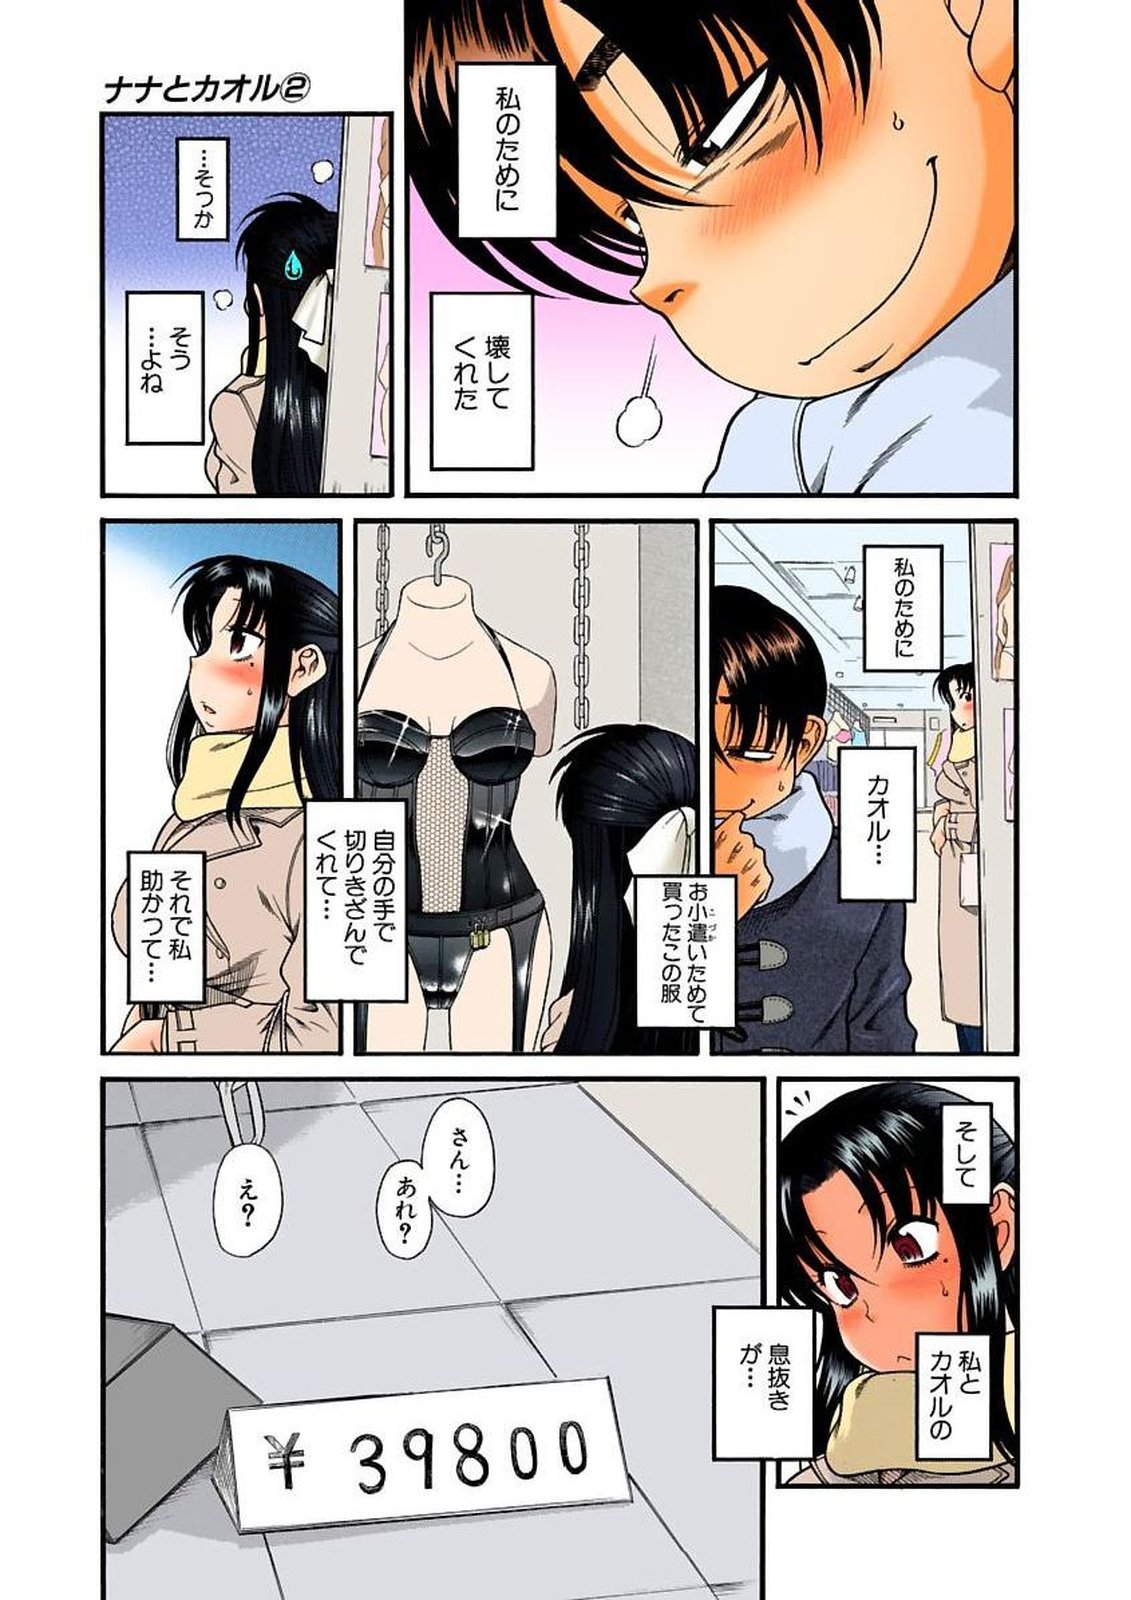 ナナとカオル②
私のために
壊して
くれた
…そっか
そう
…よね
私のために
カオル…
お小遣いためて
こづか
買ったこの服
自分の手で
切りきざんで
くれて…
それで私
助かって…
そして
私と
カオルの
息抜き
が…
さん…
あれ?
え?
¥39800